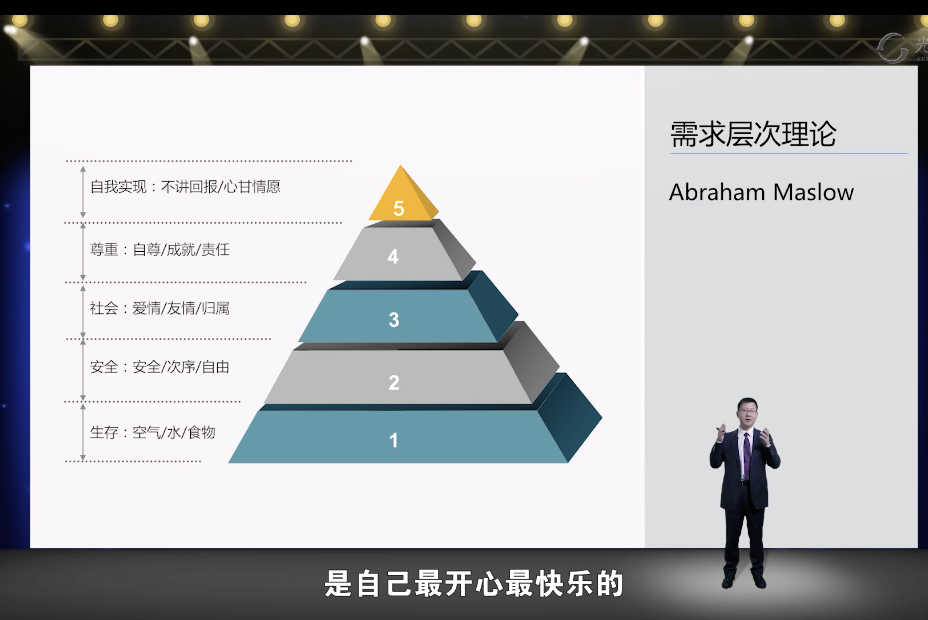 需求层次理论
Abraham Maslow
自我实现：不讲回报/心甘情愿
尊重：自尊/成就/责任
社会：爱情/友情/归属
安全：安全/次序/自由
生存：空气/水/食物
5
4
3
2
1
是自己最开心最快乐的